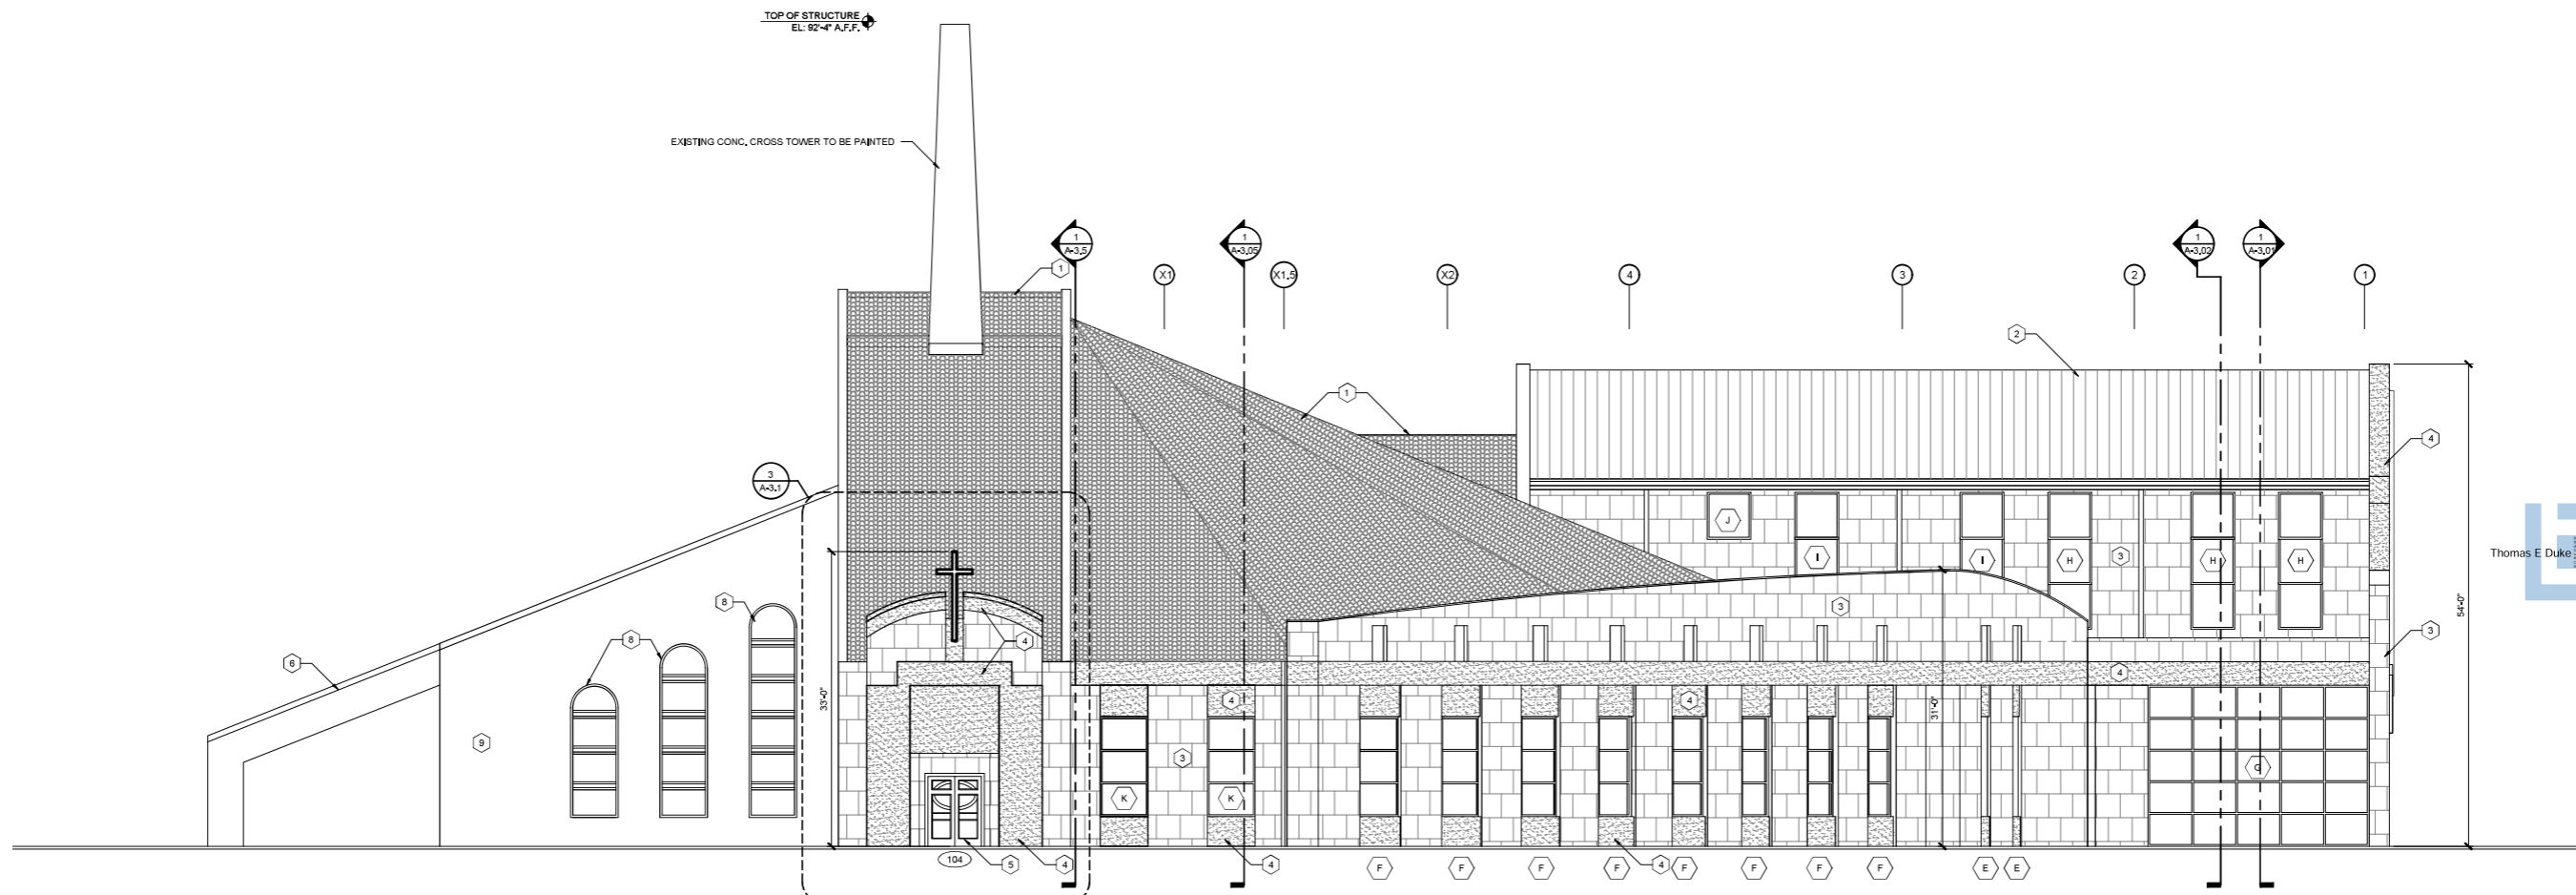 TOP OF STRUCTURE
EL: 92'-4" A.F.F.
EXISTING CONC. CROSS TOWER TO BE PAINTED
1
A-3.5
1
A-3.05
1
A-3.02
1
A-3.01
1
X1
X1.5
X2
4
3
2
1
2
1
4
3
A-3.1
J
I
I
H
3
H
H
Thomas E Duke
8
3
54'-0"
8
4
3
6
33'-0"
4
4
4
31'-0"
9
3
G
K
K
104
5
4
4
4
F
F
F
F
F
F
F
F
E
E